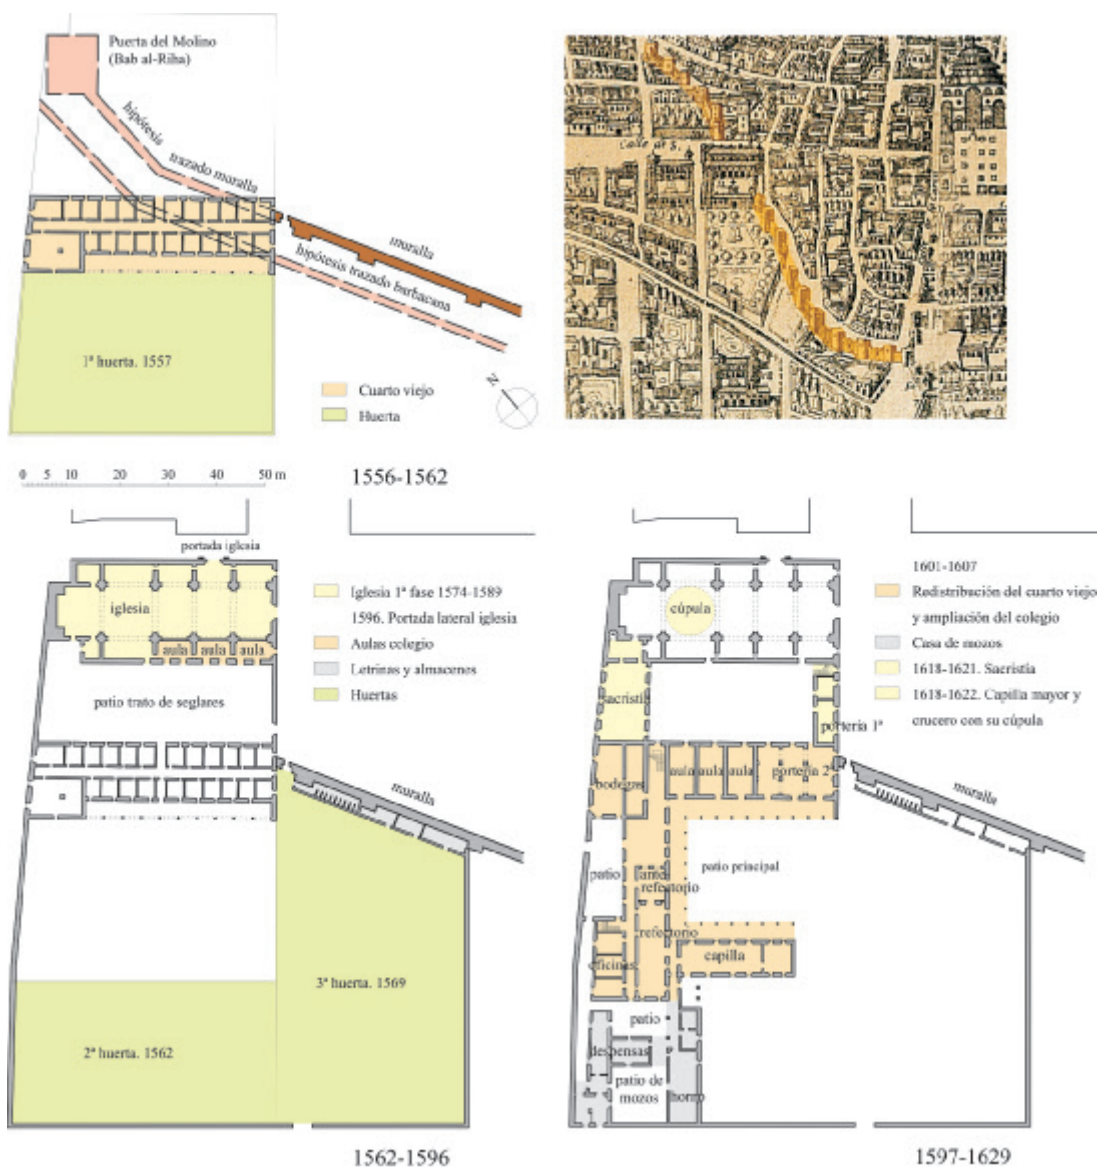 Puerta del Molino
(Bab al-Riha)
hipótesis
trazado muralla
muralla
hipótesis trazado barbacana
1ª huerta. 1557
Cuarto viejo
Huerta
N
0 5 10 20 30 40 50 m
1556-1562
portada iglesia
iglesia
aula aula aula
patio trato de seglares
muralla
3ª huerta. 1569
2ª huerta. 1562
Iglesia 1ª fase 1574-1589
1596. Portada lateral iglesia
Aulas colegio
Letrinas y almacenes
Huertas
1562-1596
cúpula
sacristía
portería 1ª
bodegas
aula aula aula
portería 2
muralla
patio
ante
refectorio
patio principal
refectorio
capilla
oficinas
patio
despensas
patio de
mozos
horno
1601-1607
Redistribución del cuarto viejo
y ampliación del colegio
Casa de mozos
1618-1621. Sacristía
1618-1622. Capilla mayor y
crucero con su cúpula
1597-1629